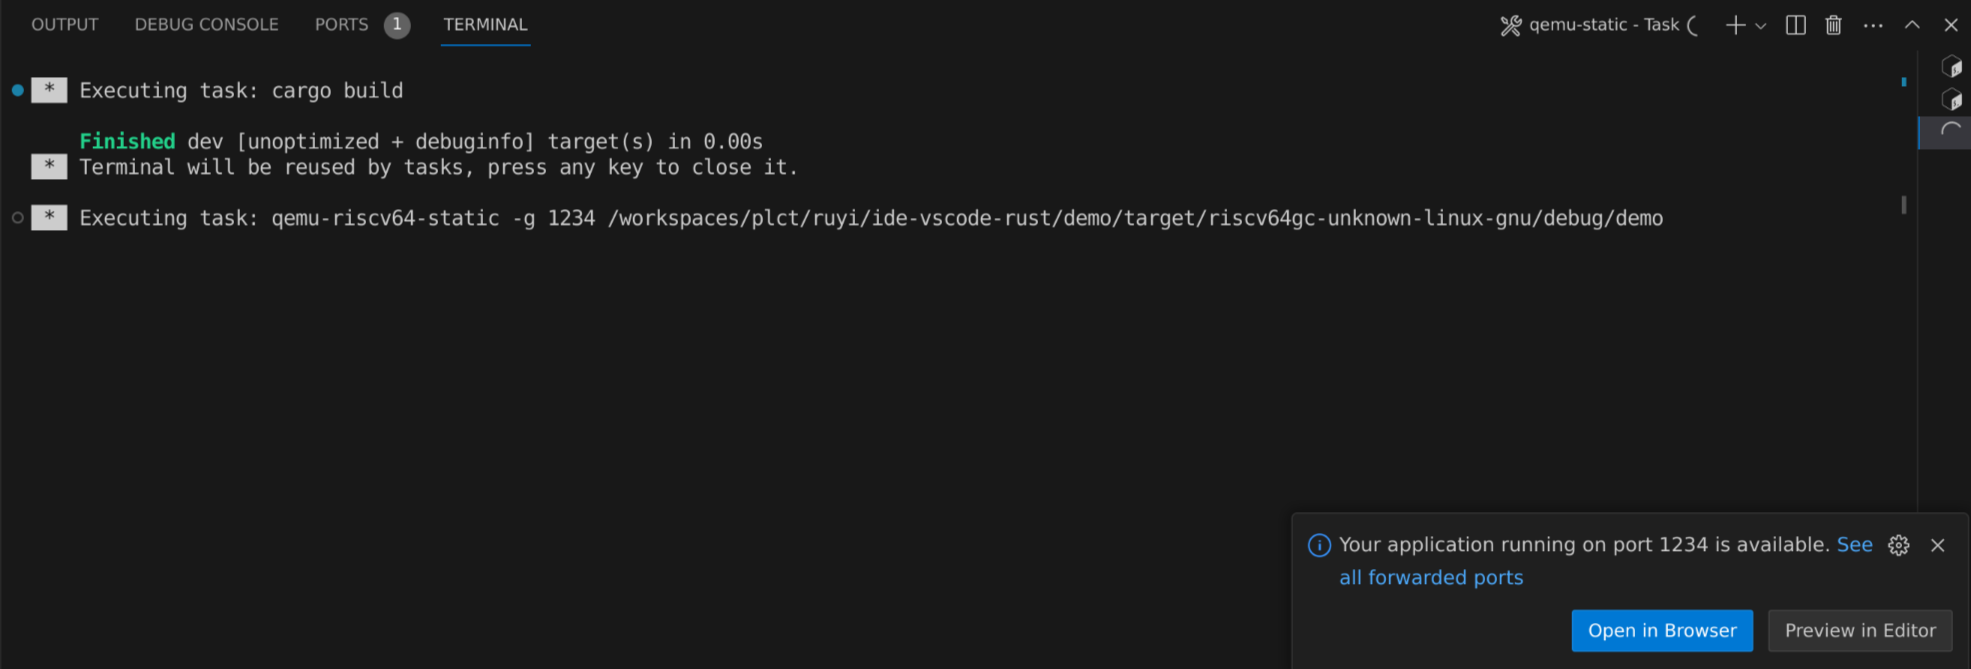 OUTPUT DEBUG CONSOLE PORTS 1 TERMINAL qemu-static - Task
* Executing task: cargo build
Finished dev [unoptimized + debuginfo] target(s) in 0.00s
* Terminal will be reused by tasks, press any key to close it.
* Executing task: qemu-riscv64-static -g 1234 /workspaces/plct/ruyi/ide-vscode-rust/demo/target/riscv64gc-unknown-linux-gnu/debug/demo
Your application running on port 1234 is available. See
all forwarded ports
Open in Browser Preview in Editor